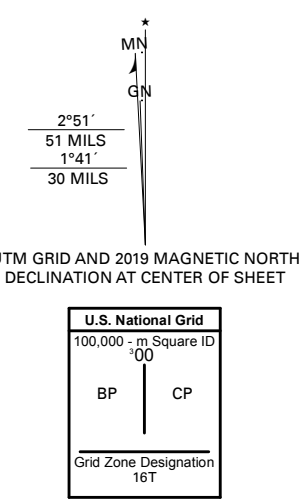 ★
MN
GN
2°51´
51 MILS
1°41´
30 MILS
UTM GRID AND 2019 MAGNETIC NORTH
DECLINATION AT CENTER OF SHEET
U.S. National Grid
100,000 - m Square ID
³00
BP CP
Grid Zone Designation
16T